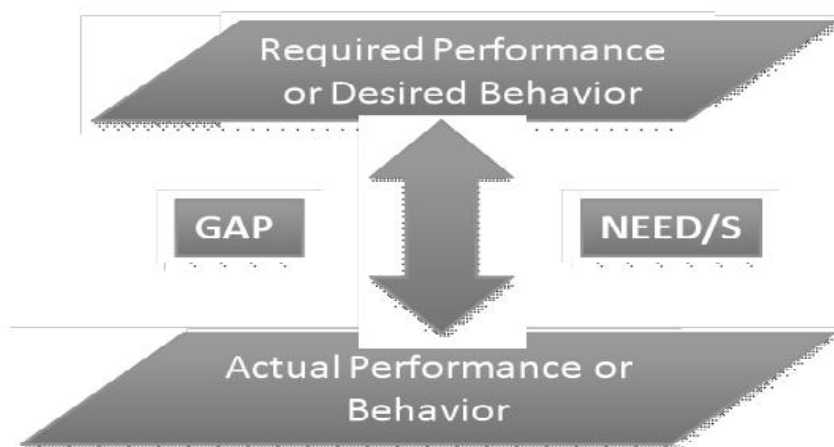 Required Performance
or Desired Behavior
GAP
NEED/S
Actual Performance or
Behavior